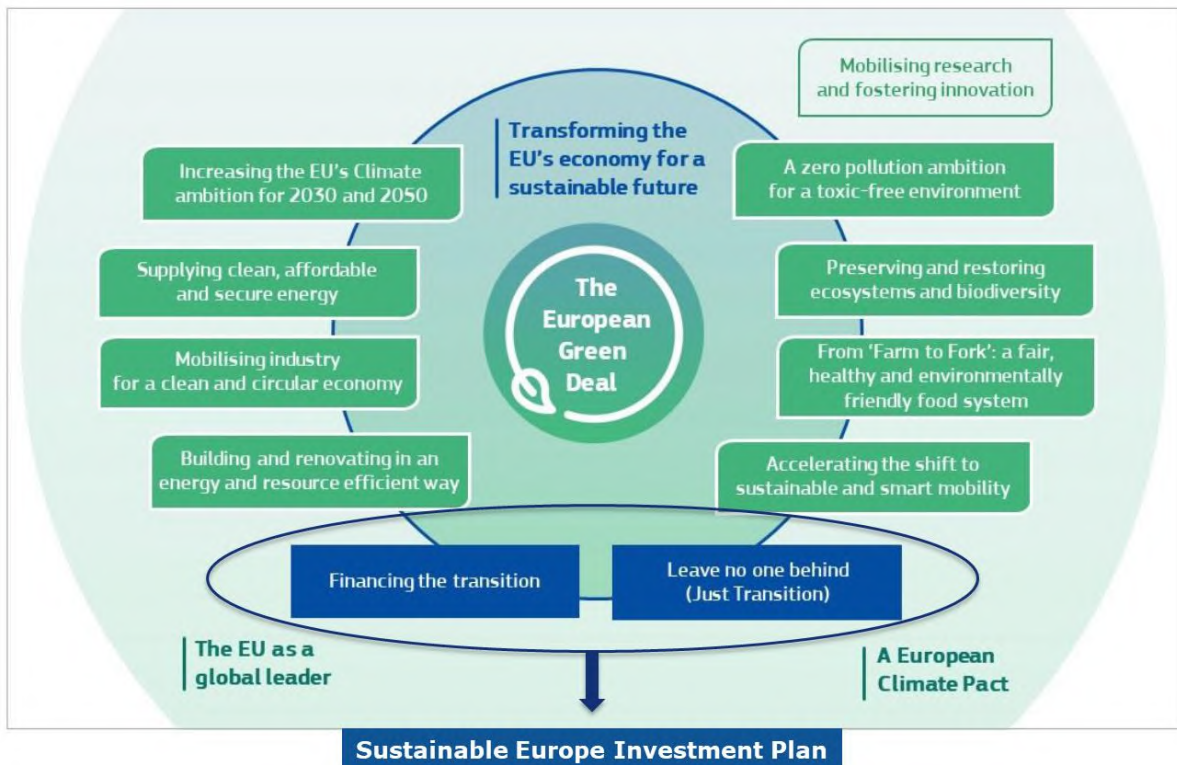 Mobilising research
and fostering innovation
Transforming the
EU's economy for a
sustainable future
Increasing the EU's Climate
ambition for 2030 and 2050
A zero pollution ambition
for a toxic-free environment
Supplying clean, affordable
and secure energy
The
European
Green
Deal
Preserving and restoring
ecosystems and biodiversity
Mobilising industry
for a clean and circular economy
From 'Farm to Fork': a fair,
healthy and environmentally
friendly food system
Building and renovating in an
energy and resource efficient way
Accelerating the shift to
sustainable and smart mobility
Financing the transition
Leave no one behind
(Just Transition)
The EU as a
global leader
A European
Climate Pact
Sustainable Europe Investment Plan